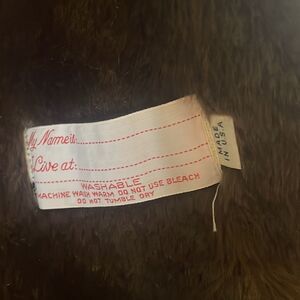 My Name is:
I Live at:
WASHABLE
MACHINE WASH WARM DO NOT USE BLEACH
DO NOT TUMBLE DRY
MADE
IN USA